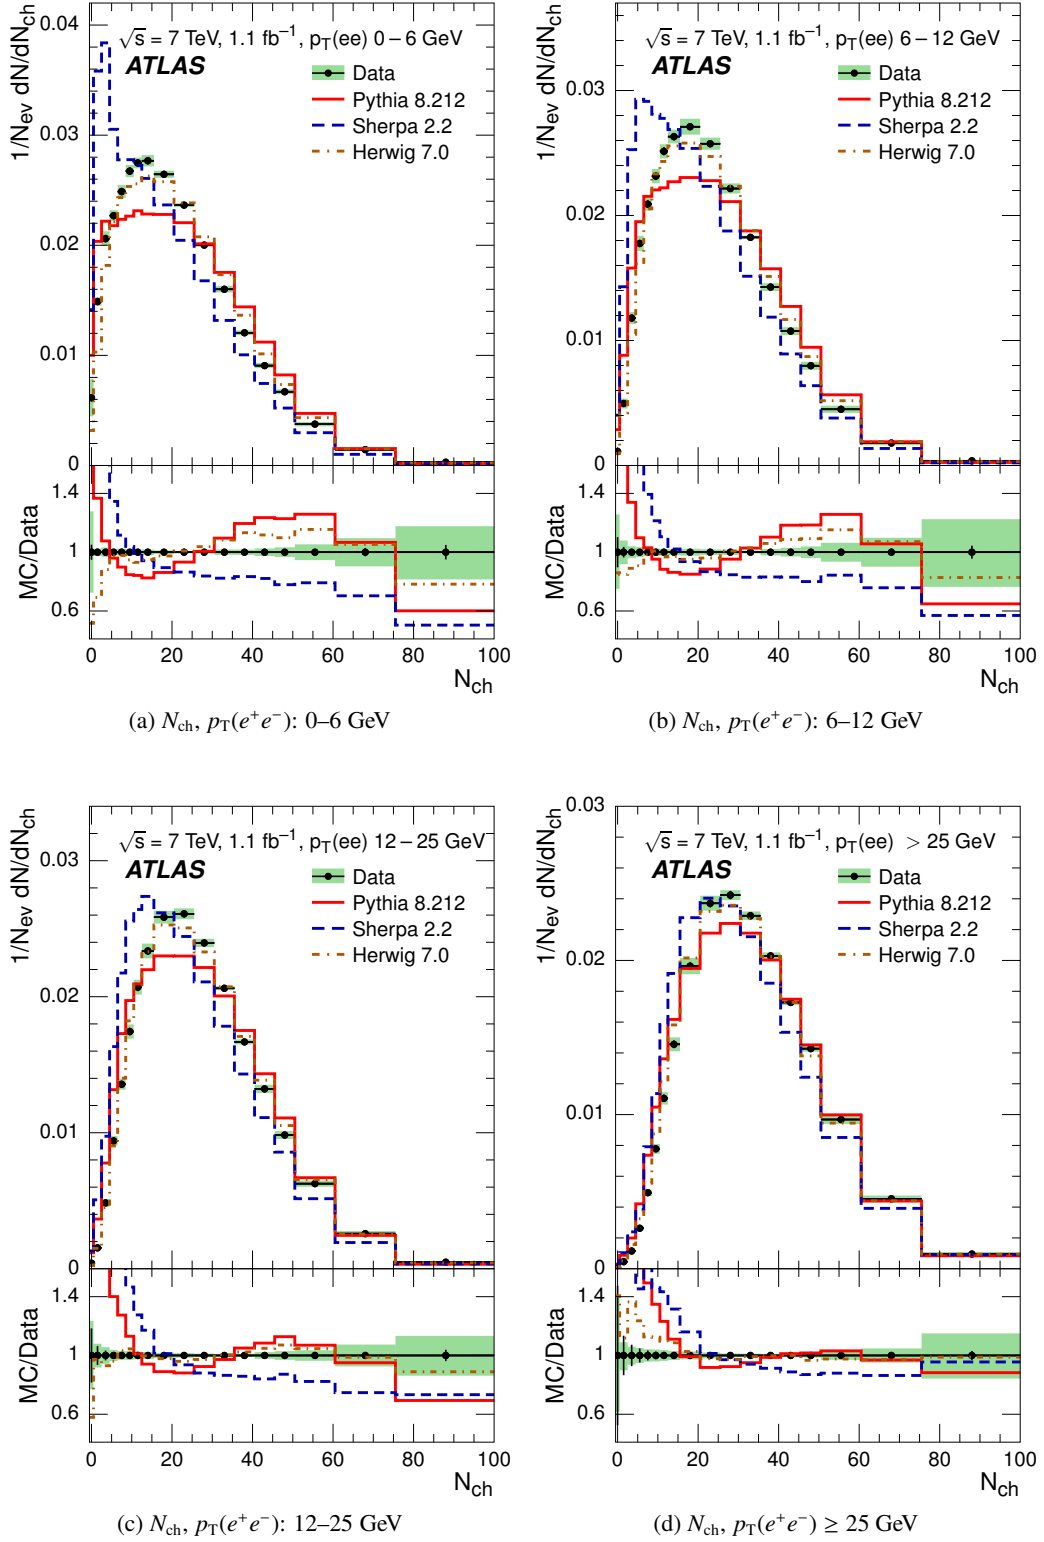 √s = 7 TeV, 1.1 fb⁻¹, p_T(ee) 0 – 6 GeV
ATLAS
Data
Pythia 8.212
Sherpa 2.2
Herwig 7.0
1/N_ev dN/dN_ch
0.04
0.03
0.02
0.01
0
MC/Data
1.4
1
0.6
0 20 40 60 80 100
N_ch
(a) N_ch, p_T(e⁺e⁻): 0–6 GeV
√s = 7 TeV, 1.1 fb⁻¹, p_T(ee) 6 – 12 GeV
ATLAS
Data
Pythia 8.212
Sherpa 2.2
Herwig 7.0
1/N_ev dN/dN_ch
0.03
0.02
0.01
0
MC/Data
1.4
1
0.6
0 20 40 60 80 100
N_ch
(b) N_ch, p_T(e⁺e⁻): 6–12 GeV
√s = 7 TeV, 1.1 fb⁻¹, p_T(ee) 12 – 25 GeV
ATLAS
Data
Pythia 8.212
Sherpa 2.2
Herwig 7.0
1/N_ev dN/dN_ch
0.03
0.02
0.01
0
MC/Data
1.4
1
0.6
0 20 40 60 80 100
N_ch
(c) N_ch, p_T(e⁺e⁻): 12–25 GeV
√s = 7 TeV, 1.1 fb⁻¹, p_T(ee) > 25 GeV
ATLAS
Data
Pythia 8.212
Sherpa 2.2
Herwig 7.0
1/N_ev dN/dN_ch
0.03
0.02
0.01
0
MC/Data
1.4
1
0.6
0 20 40 60 80 100
N_ch
(d) N_ch, p_T(e⁺e⁻) ≥ 25 GeV